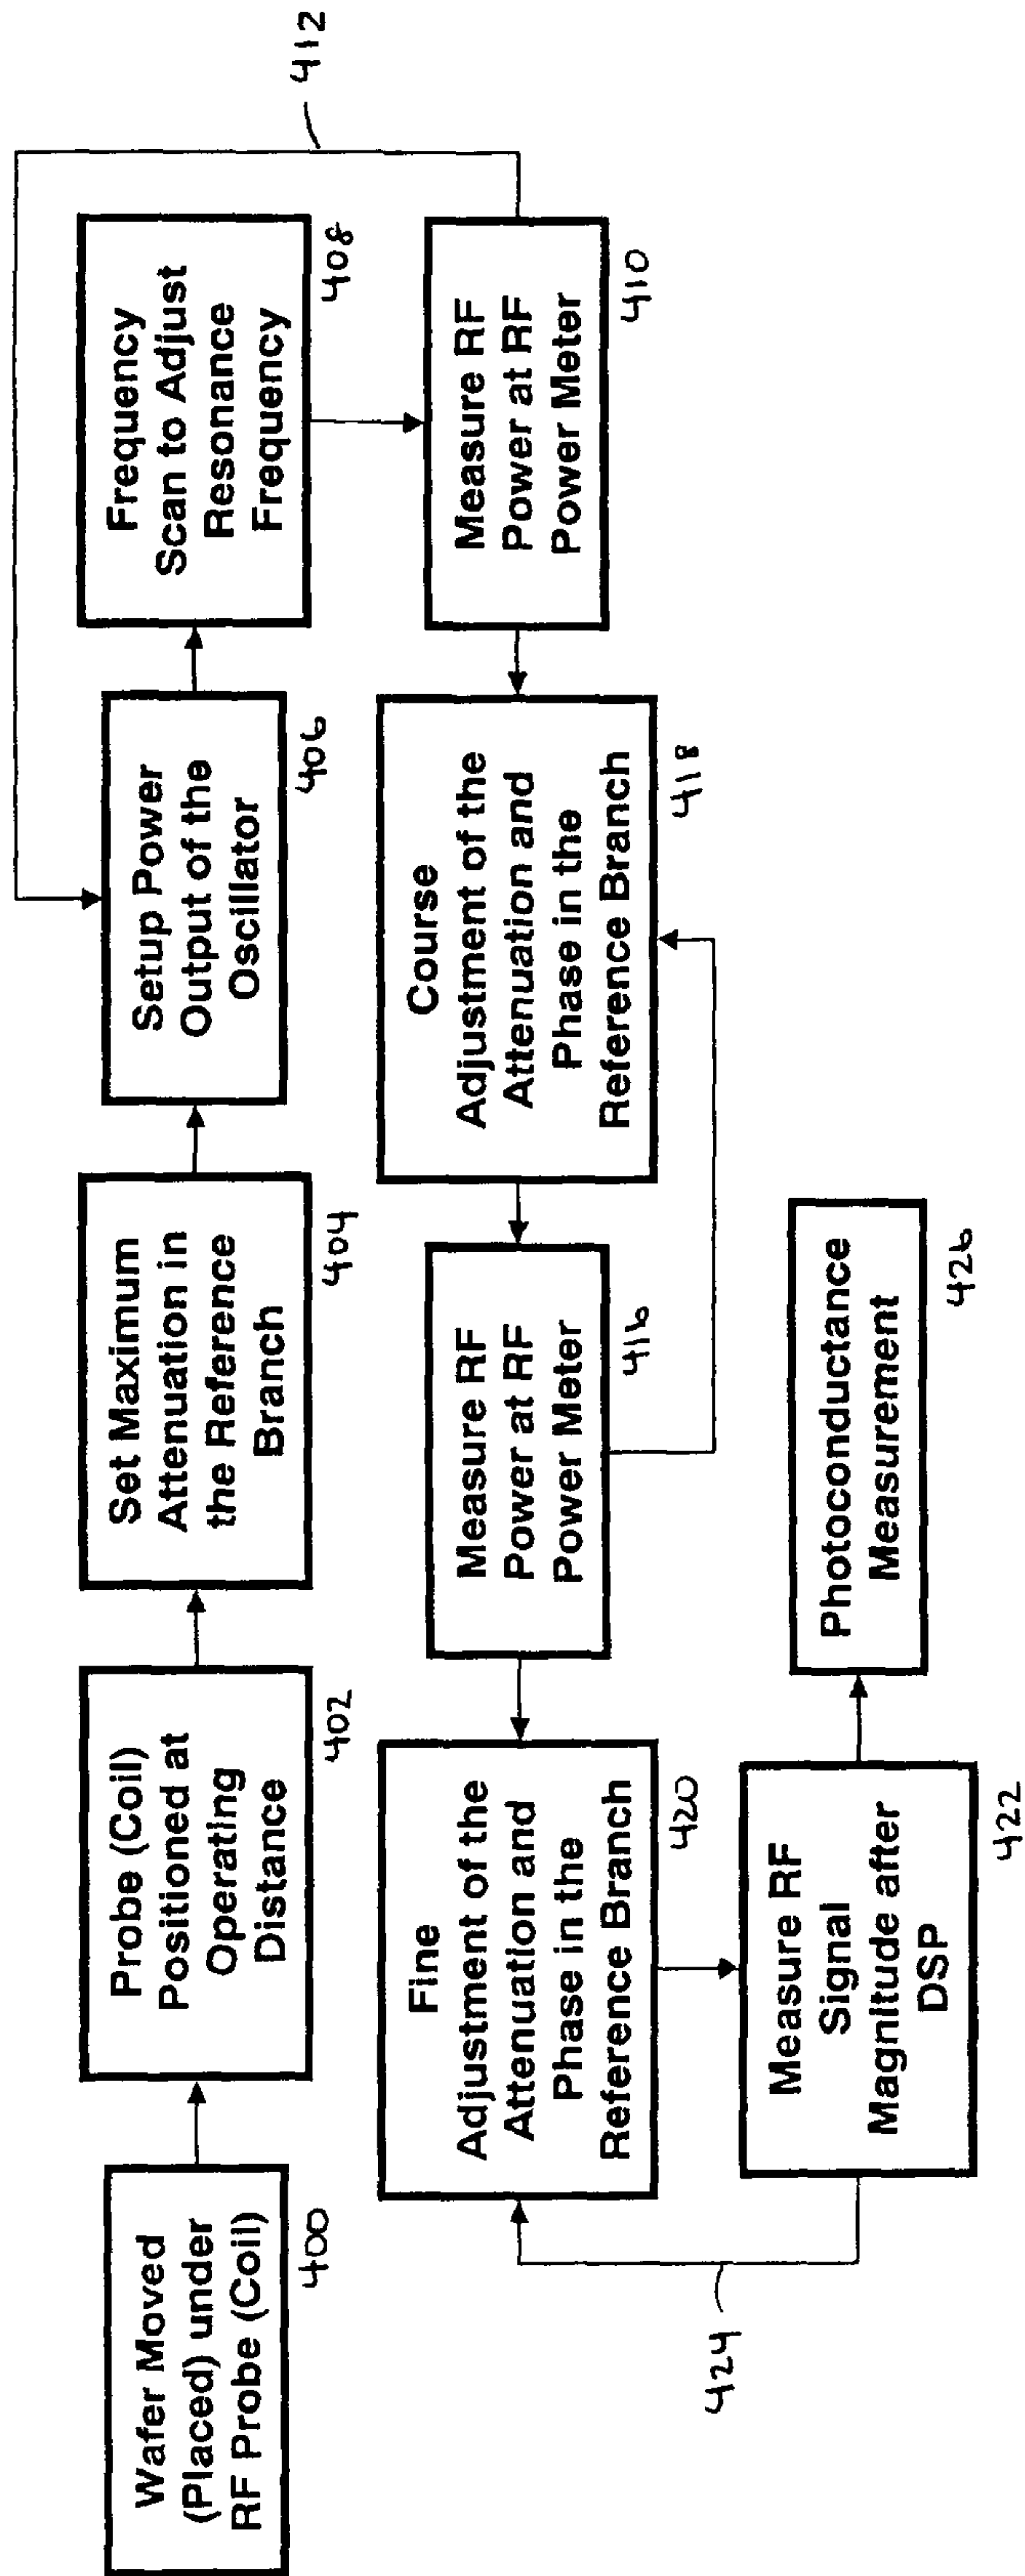 Wafer Moved
(Placed) under
RF Probe (Coil)
400
Probe (Coil)
Positioned at
Operating
Distance
402
Set Maximum
Attenuation in
the Reference
Branch
404
Setup Power
Output of the
Oscillator
406
Frequency
Scan to Adjust
Resonance
Frequency
408
412
Measure RF
Power at RF
Power Meter
410
Course
Adjustment of the
Attenuation and
Phase in the
Reference Branch
418
Measure RF
Power at RF
Power Meter
416
Fine
Adjustment of the
Attenuation and
Phase in the
Reference Branch
420
Measure RF
Signal
Magnitude after
DSP
422
424
Photoconductance
Measurement
426